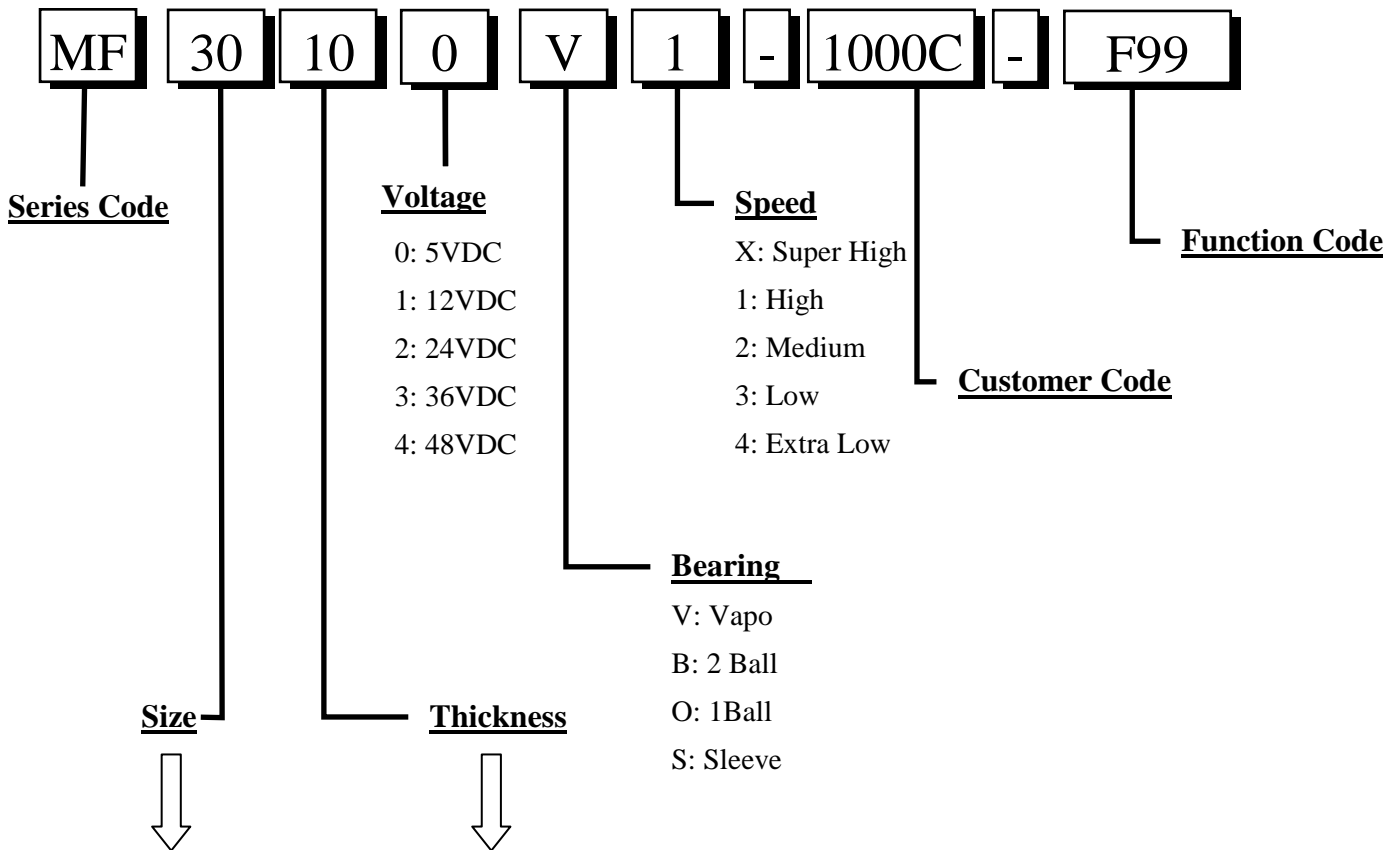 MF 30 10 0 V 1 - 1000C - F99
Series Code
Voltage
0: 5VDC
1: 12VDC
2: 24VDC
3: 36VDC
4: 48VDC
Speed
X: Super High
1: High
2: Medium
3: Low
4: Extra Low
Function Code
Customer Code
Bearing
V: Vapo
B: 2 Ball
O: 1Ball
S: Sleeve
Size
Thickness